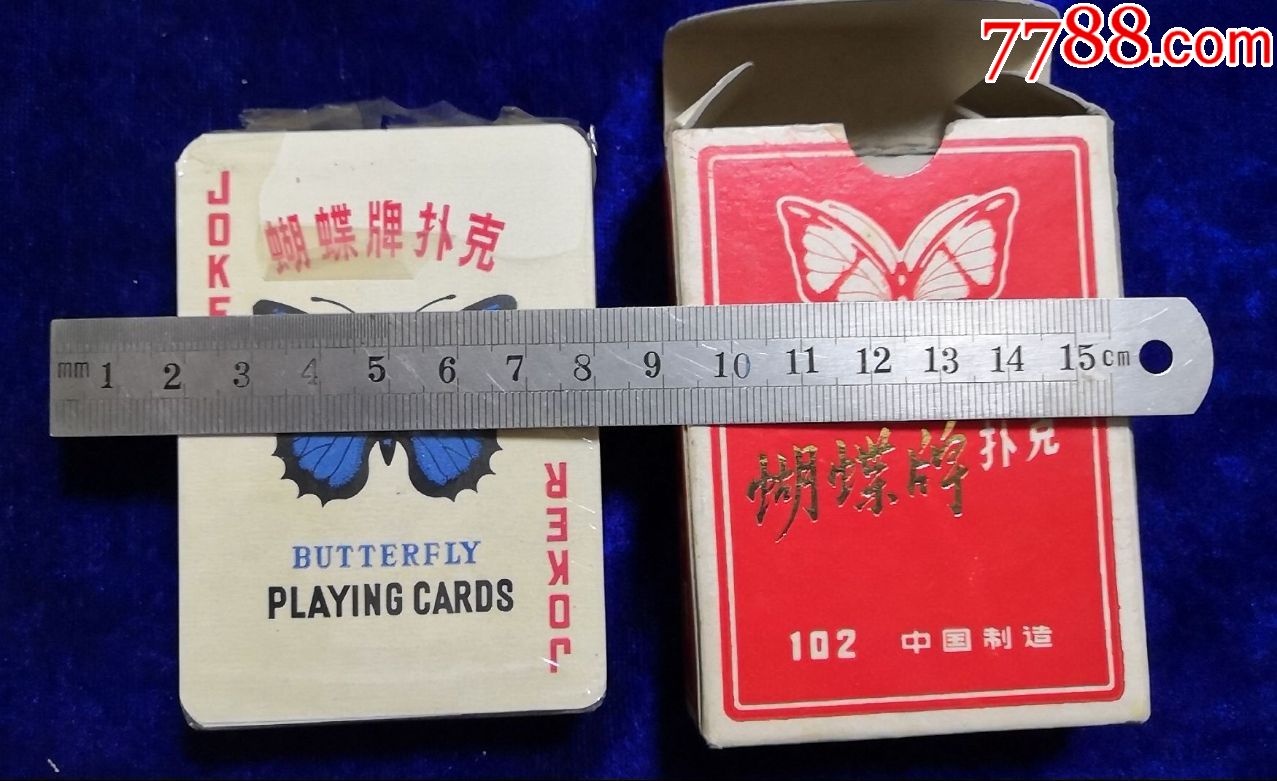 7788.com
JOKE
蝴蝶牌扑克
mm 1 2 3 4 5 6 7 8 9 10 11 12 13 14 15 cm
BUTTERFLY
PLAYING CARDS
JOKER
蝴蝶牌扑克
102 中国制造